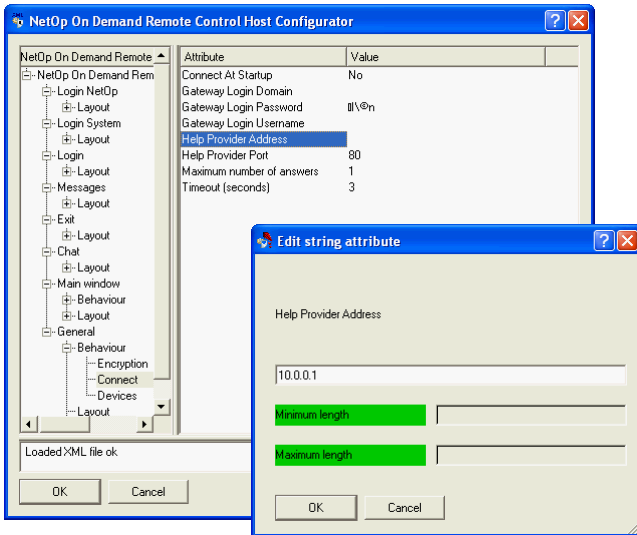 NetOp On Demand Remote Control Host Configurator
NetOp On Demand Remote
NetOp On Demand Rem
Login NetOp
Layout
Login System
Layout
Login
Layout
Messages
Layout
Exit
Layout
Chat
Layout
Main window
Behaviour
Layout
General
Behaviour
Encryption
Connect
Devices
Layout
Attribute Value
Connect At Startup No
Gateway Login Domain
Gateway Login Password
Gateway Login Username
Help Provider Address
Help Provider Port 80
Maximum number of answers 1
Timeout (seconds) 3
Loaded XML file ok
OK Cancel
Edit string attribute
Help Provider Address
10.0.0.1
Minimum length
Maximum length
OK Cancel